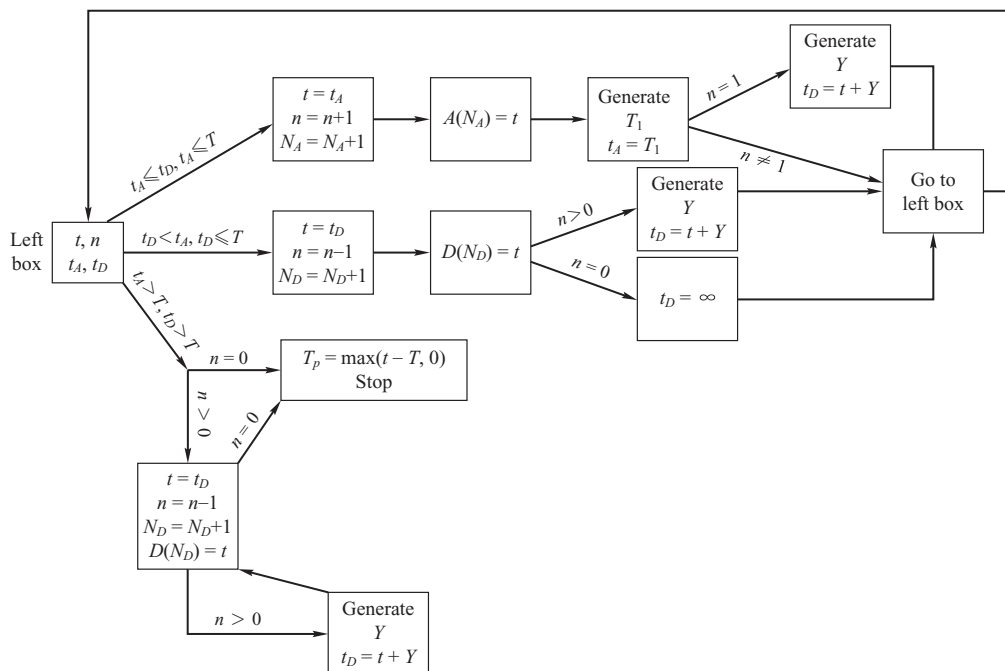 Generate
Y
t_D = t + Y
t = t_A
n = n+1
N_A = N_A+1
A(N_A) = t
Generate
T_1
t_A = T_1
n = 1
n ≠ 1
t_A ⩽ t_D, t_A ⩽ T
Go to
left box
Generate
Y
t_D = t + Y
Left
box
t, n
t_A, t_D
t_D < t_A, t_D ⩽ T
t = t_D
n = n–1
N_D = N_D+1
D(N_D) = t
n > 0
n = 0
t_D = ∞
t_A > T, t_D > T
n = 0
T_p = max(t – T, 0)
Stop
n > 0
n = 0
t = t_D
n = n–1
N_D = N_D+1
D(N_D) = t
n > 0
Generate
Y
t_D = t + Y